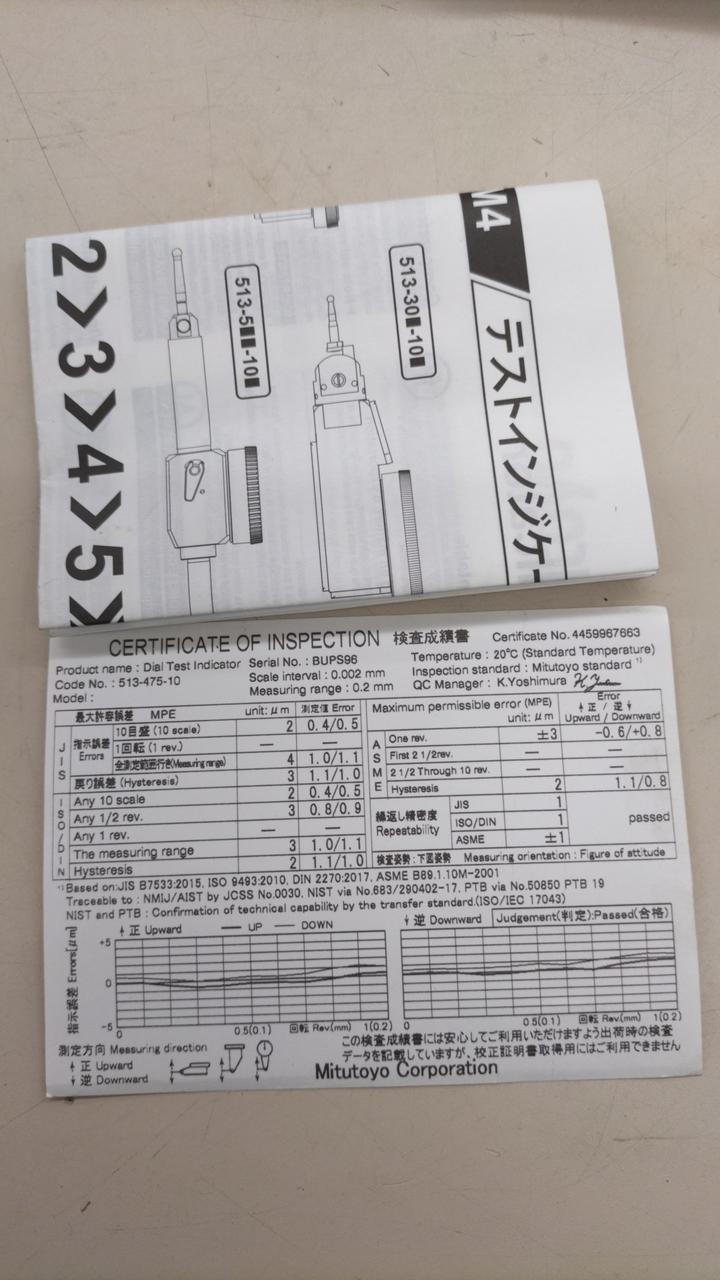 M4
テストインジケー
513-30▮-10▮
513-5▮▮-10▮
2>3>4>5>
CERTIFICATE OF INSPECTION 検査成績書 Certificate No. 4459967663
Product name : Dial Test Indicator Serial No. : BUPS96 Temperature : 20℃ (Standard Temperature)
Code No. : 513-475-10 Scale interval : 0.002 mm Inspection standard : Mitutoyo standard *1)
Model : Measuring range : 0.2 mm QC Manager : K.Yoshimura
最大許容誤差 MPE unit: μm 測定値 Error
JIS
指示誤差 Errors
10目盛 (10 scale) 2 0.4/0.5
1回転 (1 rev.) — —
全測定範囲行き(Measuring range) 4 1.0/1.1
戻り誤差 (Hysteresis) 3 1.1/1.0
ISO/DIN
Any 10 scale 2 0.4/0.5
Any 1/2 rev. 3 0.8/0.9
Any 1 rev. — —
The measuring range 3 1.0/1.1
Hysteresis 2 1.1/1.0
Maximum permissible error (MPE) unit: μm Error 正 / 逆 Upward / Downward
ASME
One rev. ±3 -0.6/+0.8
First 2 1/2rev. — —
2 1/2 Through 10 rev. — —
Hysteresis 2 1.1/0.8
繰返し精密度 Repeatability
JIS 1
ISO/DIN 1 passed
ASME ±1
検査姿勢:下図姿勢 Measuring orientation : Figure of attitude
*1) Based on:JIS B7533:2015, ISO 9493:2010, DIN 2270:2017, ASME B89.1.10M-2001
Traceable to : NMIJ/AIST by JCSS No.0030, NIST via No.683/290402-17, PTB via No.50850 PTB 19
NIST and PTB : Confirmation of technical capability by the transfer standard.(ISO/IEC 17043)
正 Upward — UP — DOWN
逆 Downward Judgement(判定):Passed(合格)
指示誤差 Errors[μm]
+5
0
-5
0 0.5(0.1) 回転 Rev.(mm) 1(0.2)
0 0.5(0.1) 回転 Rev.(mm) 1(0.2)
測定方向 Measuring direction
正 Upward
逆 Downward
この検査成績書には安心してご利用いただけますよう出荷時の検査
データを記載していますが、校正証明書取得用にはご利用できません
Mitutoyo Corporation